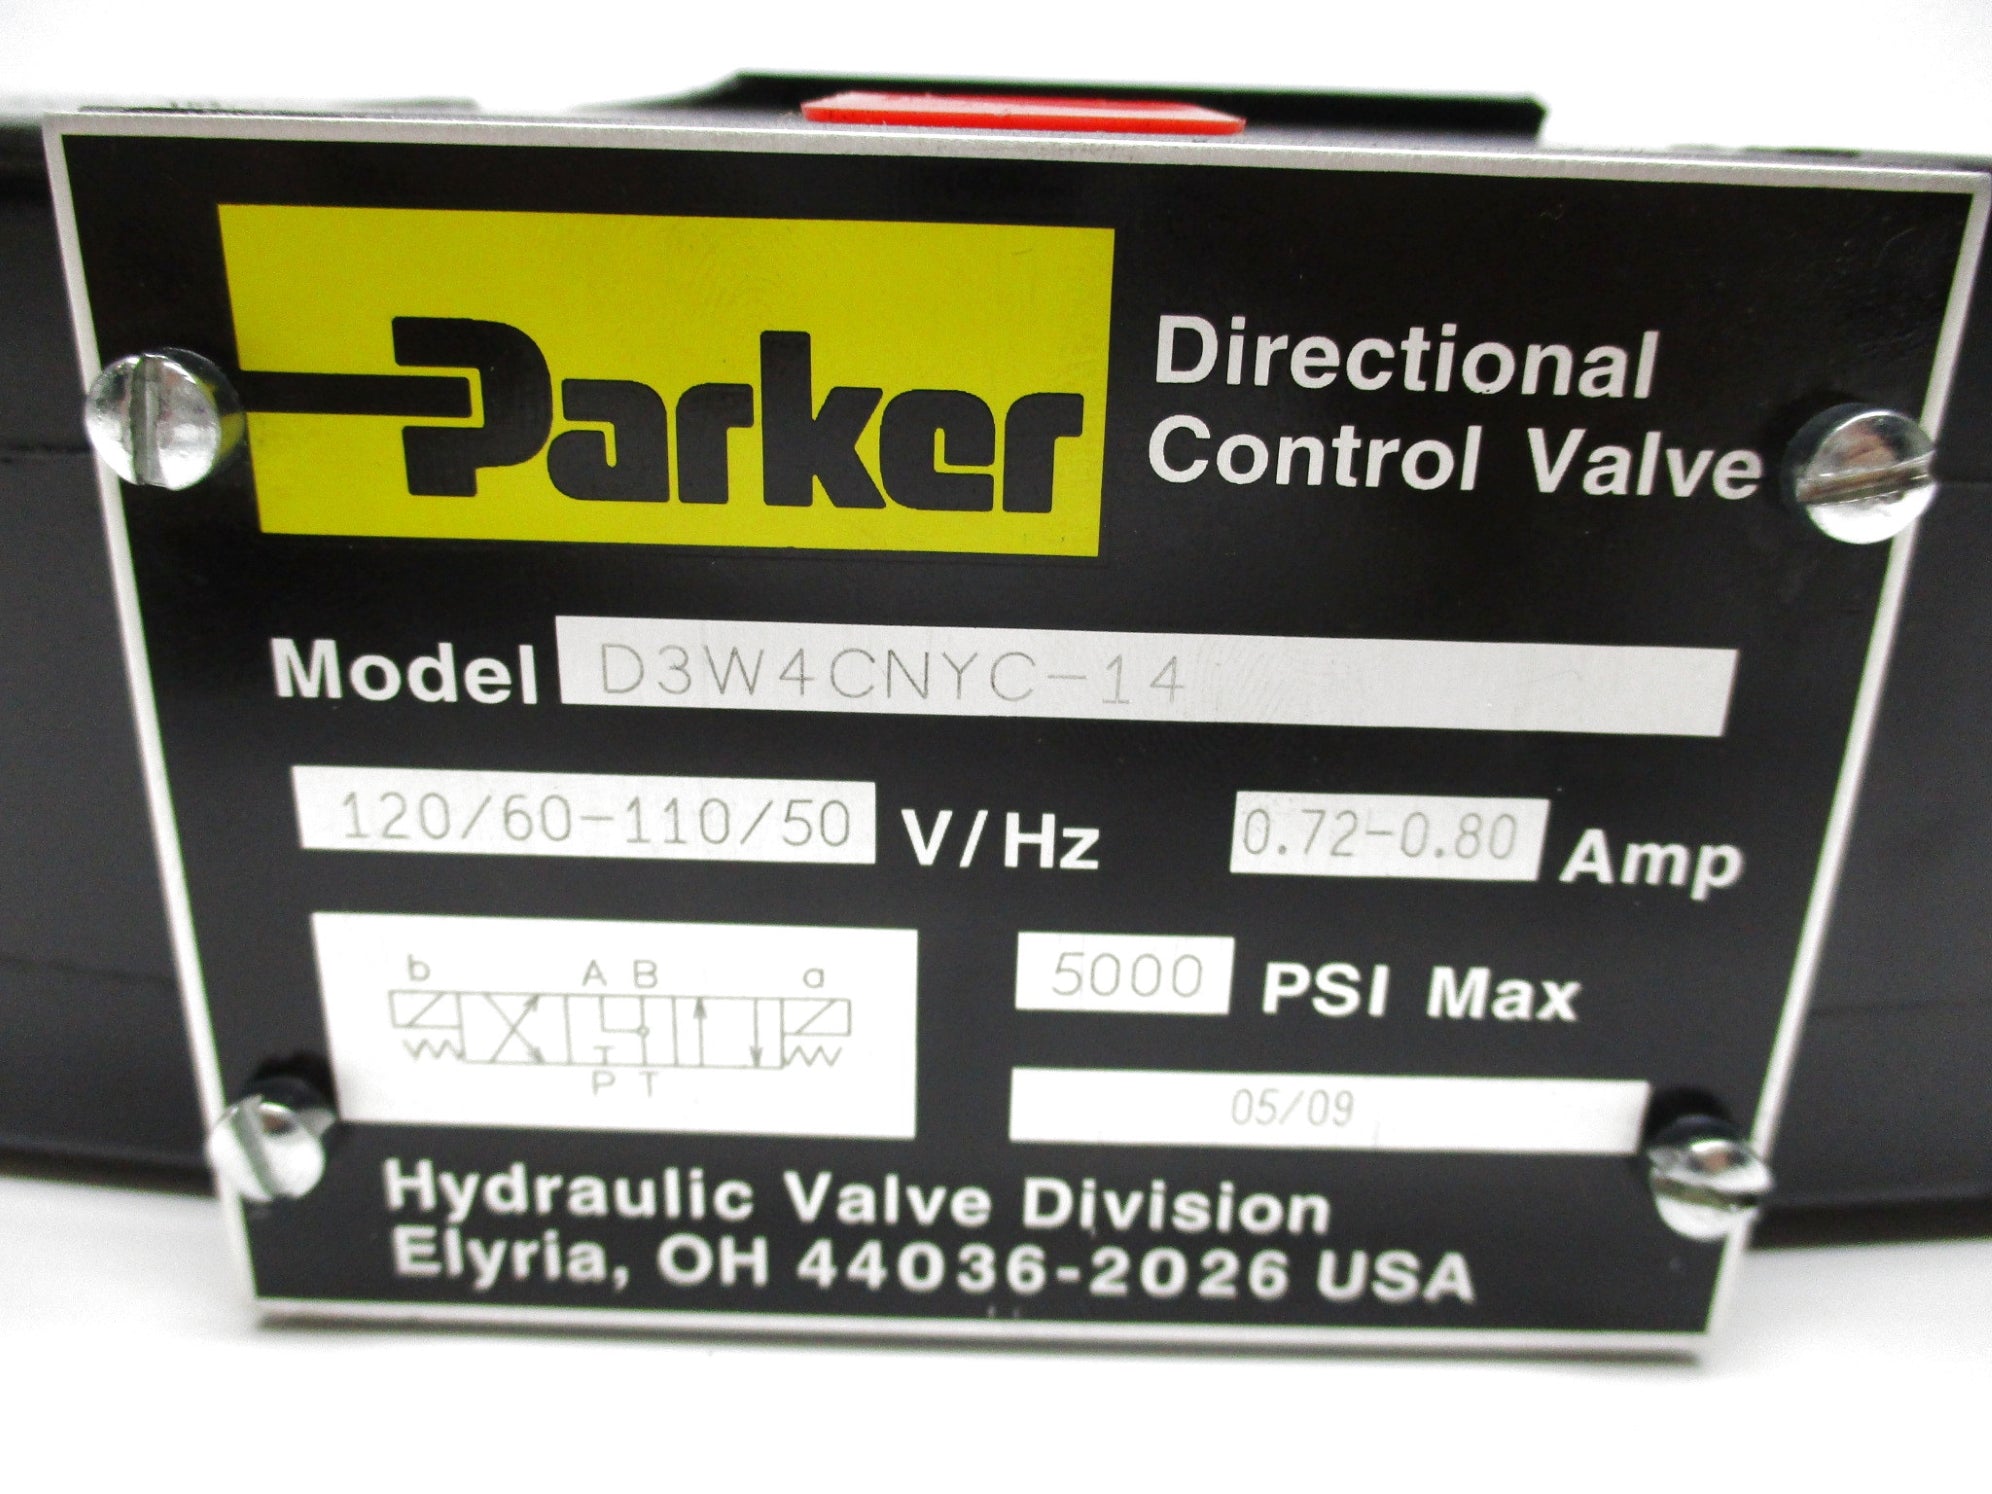 Parker
Directional
Control Valve
Model D3W4CNYC-14
120/60-110/50 V/Hz 0.72-0.80 Amp
b A B a
P T
5000 PSI Max
05/09
Hydraulic Valve Division
Elyria, OH 44036-2026 USA